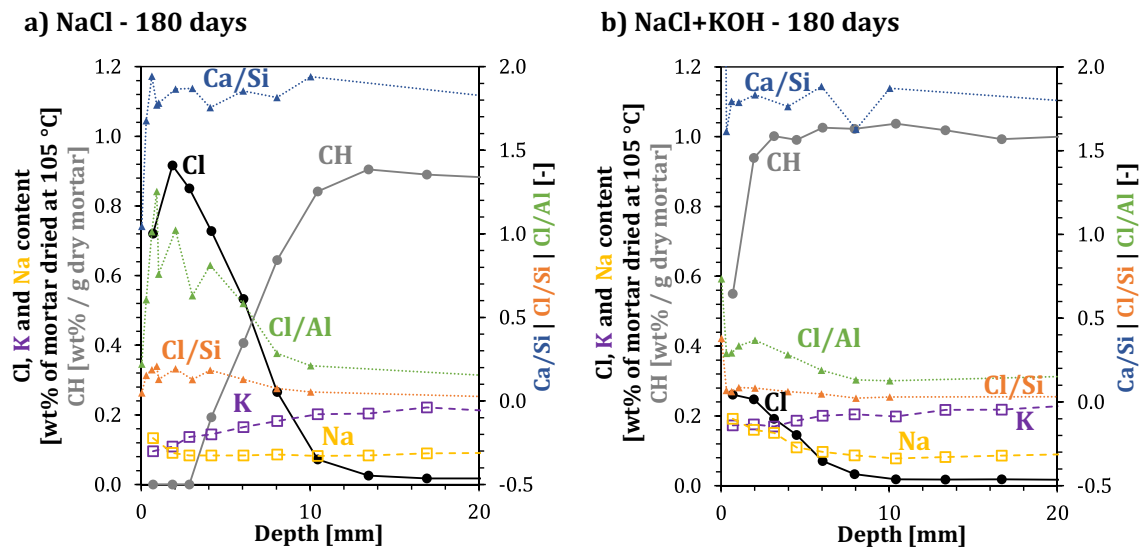 a) NaCl - 180 days
b) NaCl+KOH - 180 days
Cl, K and Na content
[wt% of mortar dried at 105 °C]
CH [wt% / g dry mortar]
1.2
1.0
0.8
0.6
0.4
0.2
0.0
Ca/Si
Cl
CH
Cl/Al
Cl/Si
K
Na
2.0
1.5
1.0
0.5
0.0
-0.5
Ca/Si | Cl/Si | Cl/Al [-]
0
10
20
Depth [mm]
Cl, K and Na content
[wt% of mortar dried at 105 °C]
CH [wt% / g dry mortar]
1.2
1.0
0.8
0.6
0.4
0.2
0.0
Ca/Si
CH
Cl/Al
Cl/Si
Cl
K
Na
2.0
1.5
1.0
0.5
0.0
-0.5
Ca/Si | Cl/Si | Cl/Al [-]
0
10
20
Depth [mm]